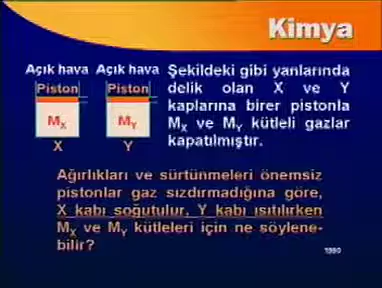 Kimya
Açık hava Açık hava
Piston Piston
Mx My
X Y
Şekildeki gibi yanlarında
delik olan X ve Y
kaplarına birer pistonla
Mx ve My kütleli gazlar
kapatılmıştır.
Ağırlıkları ve sürtünmeleri önemsiz
pistonlar gaz sızdırmadığına göre,
X kabı soğutulur, Y kabı ısıtılırken
Mx ve My kütleleri için ne söylene-
bilir?
1990